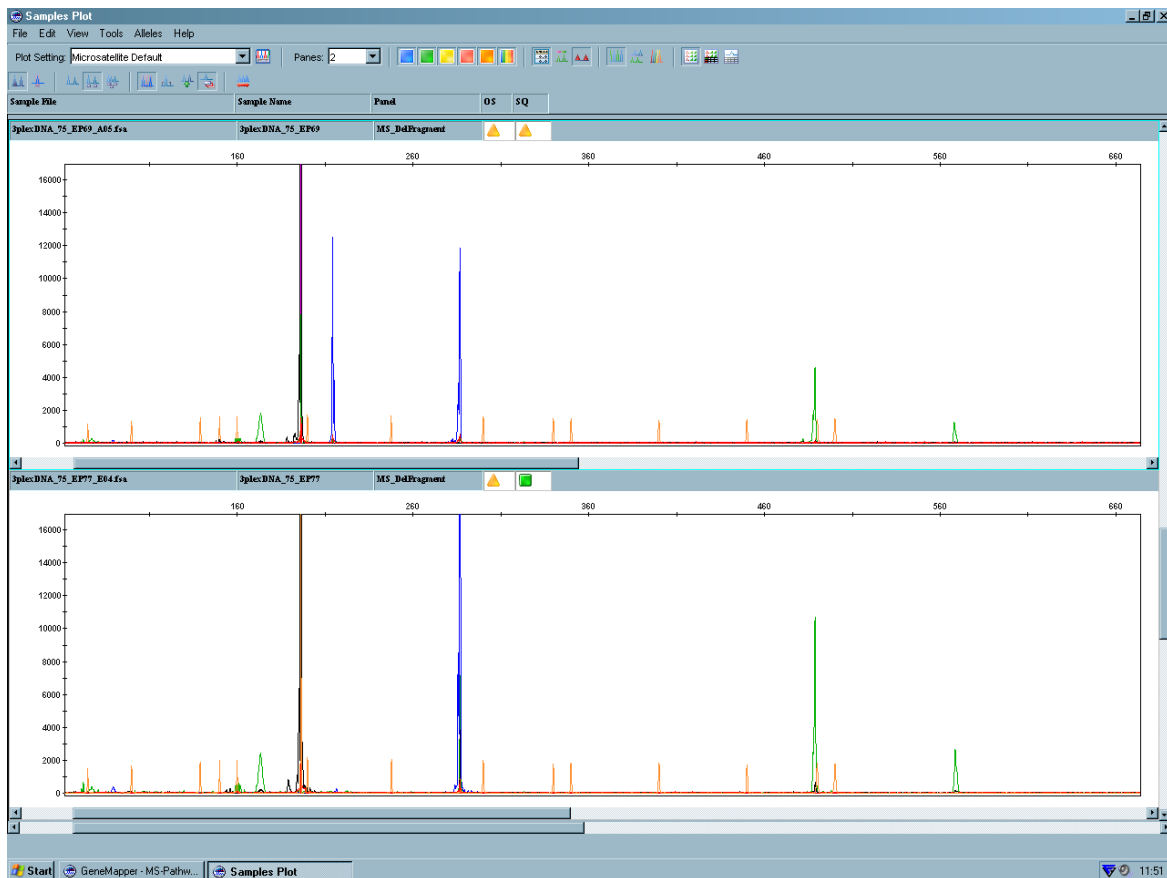 Samples Plot
File Edit View Tools Alleles Help
Plot Setting: Microsatellite Default Panes: 2
Sample File Sample Name Panel OS SQ
3plexDNA_75_EP69_A05.fsa 3plexDNA_75_EP69 MS_DelFragment
160 260 360 460 560 660
16000
14000
12000
10000
8000
6000
4000
2000
0
3plexDNA_75_EP77_E04.fsa 3plexDNA_75_EP77 MS_DelFragment
160 260 360 460 560 660
16000
14000
12000
10000
8000
6000
4000
2000
0
Start GeneMapper - MS-Pathw... Samples Plot 11:51